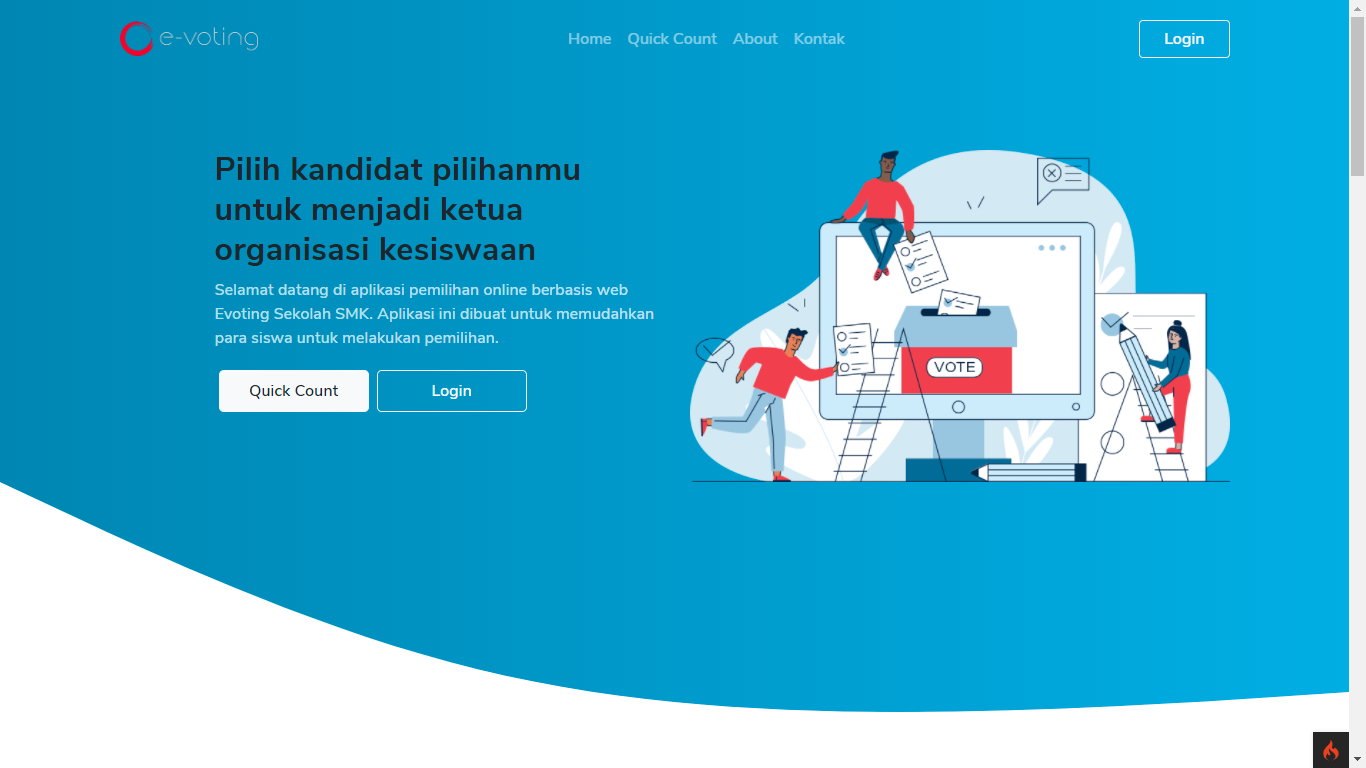 e-voting
Home
Quick Count
About
Kontak
Login
Pilih kandidat pilihanmu
untuk menjadi ketua
organisasi kesiswaan
Selamat datang di aplikasi pemilihan online berbasis web
Evoting Sekolah SMK. Aplikasi ini dibuat untuk memudahkan
para siswa untuk melakukan pemilihan.
Quick Count
Login
VOTE